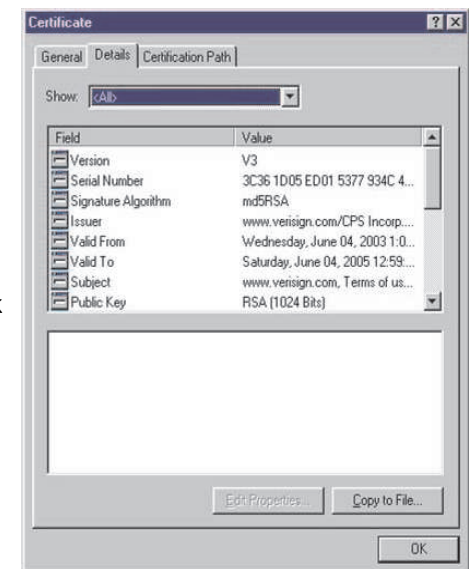 Certificate
General Details Certification Path
Show: <All>
Field Value
Version V3
Serial Number 3C36 1D05 ED01 5377 934C 4...
Signature Algorithm md5RSA
Issuer www.verisign.com/CPS Incorp....
Valid From Wednesday, June 04, 2003 1:0...
Valid To Saturday, June 04, 2005 12:59:...
Subject www.verisign.com, Terms of us...
Public Key RSA (1024 Bits)
Edit Properties... Copy to File...
OK